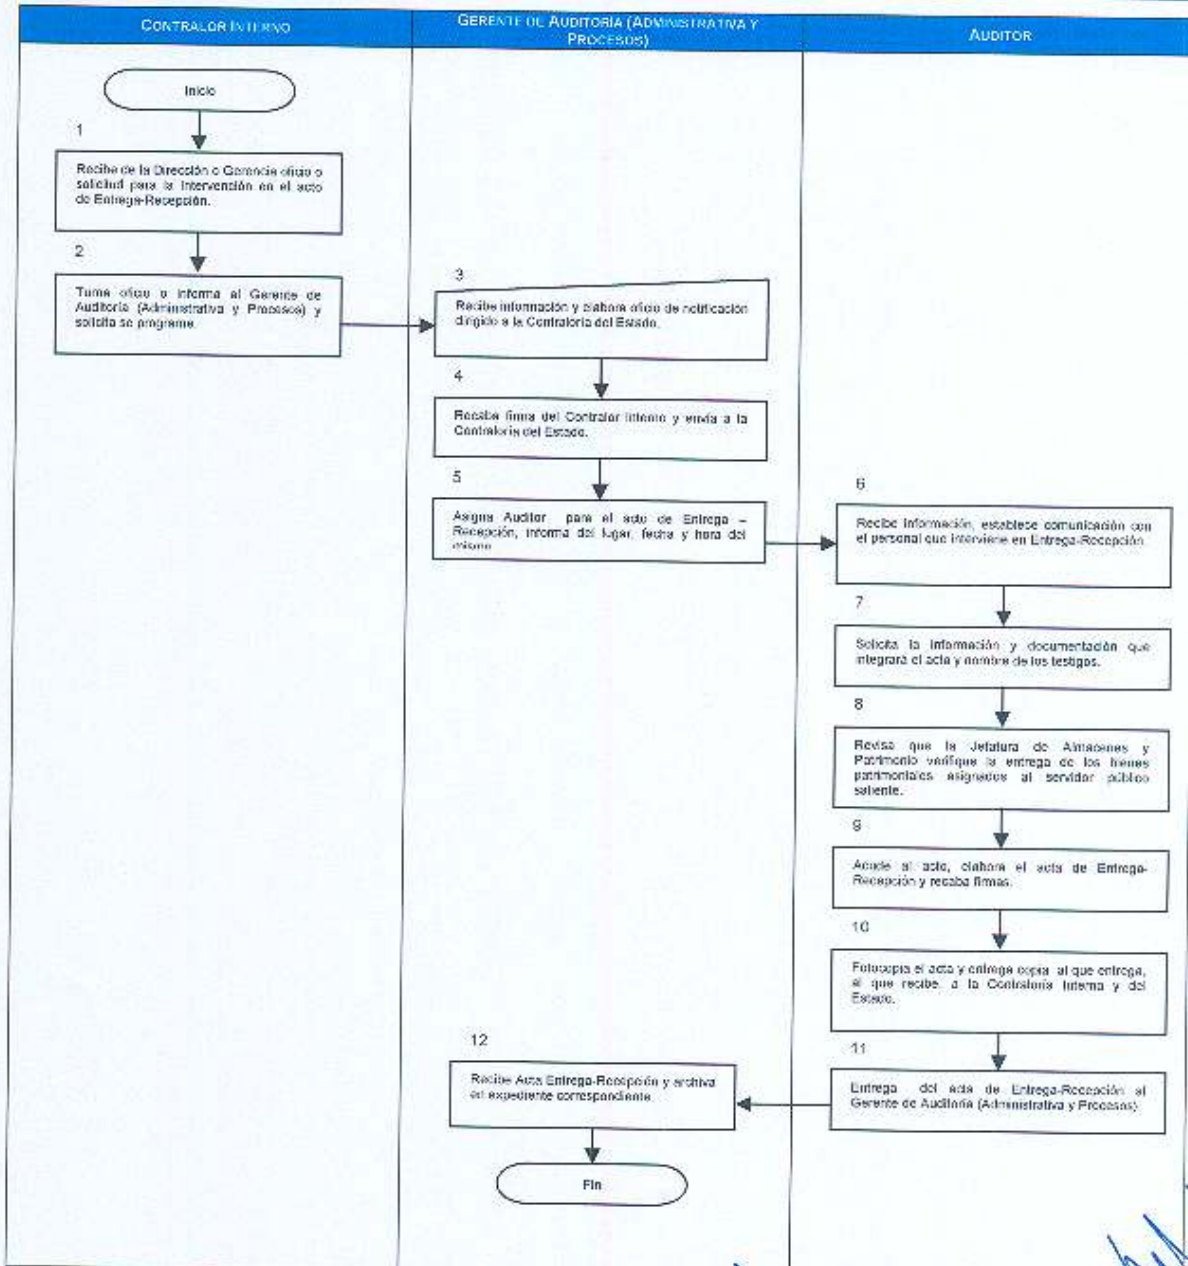 CONTRALOR INTERNO
GERENTE DE AUDITORÍA (ADMINISTRATIVA Y
PROCESOS)
AUDITOR
Inicio
1
Recibe de la Dirección o Gerencia oficio o
solicitud para la Intervención en el acto
de Entrega-Recepción.
2
Turna oficio o informa al Gerente de
Auditoría (Administrativa y Procesos) y
solicita se programe.
3
Recibe información y elabora oficio de notificación
dirigido a la Contraloría del Estado.
4
Recaba firma del Contralor Interno y envía a la
Contraloría del Estado.
5
Asigna Auditor para el acto de Entrega –
Recepción, informa del lugar, fecha y hora del
mismo
6
Recibe información, establece comunicación con
el personal que interviene en Entrega-Recepción
7
Solicita la información y documentación que
integrará el acta y nombre de los testigos.
8
Revisa que la Jefatura de Almacenes y
Patrimonio verifique la entrega de los bienes
patrimoniales asignados al servidor público
saliente.
9
Acude al acto, elabora el acta de Entrega-
Recepción y recaba firmas.
10
Fotocopia el acta y entrega copia al que entrega,
al que recibe, a la Contraloría Interna y del
Estado.
11
Entrega del acta de Entrega-Recepción al
Gerente de Auditoría (Administrativa y Procesos)
12
Recibe Acta Entrega-Recepción y archiva
en expediente correspondiente.
Fin